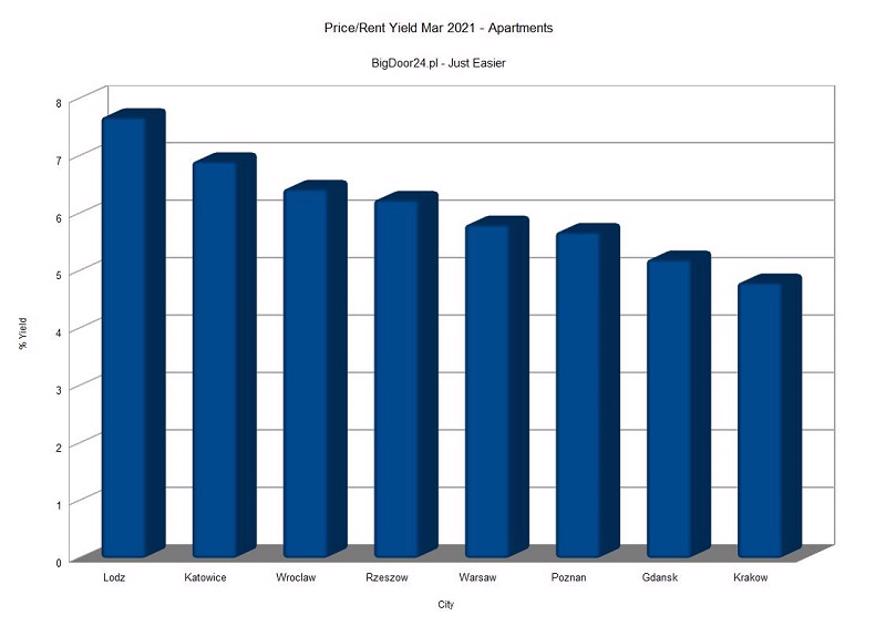 Price/Rent Yield Mar 2021 - Apartments
BigDoor24.pl - Just Easier
8
7
6
5
4
3
2
1
0
% Yield
Lodz Katowice Wroclaw Rzeszow Warsaw Poznan Gdansk Krakow
City